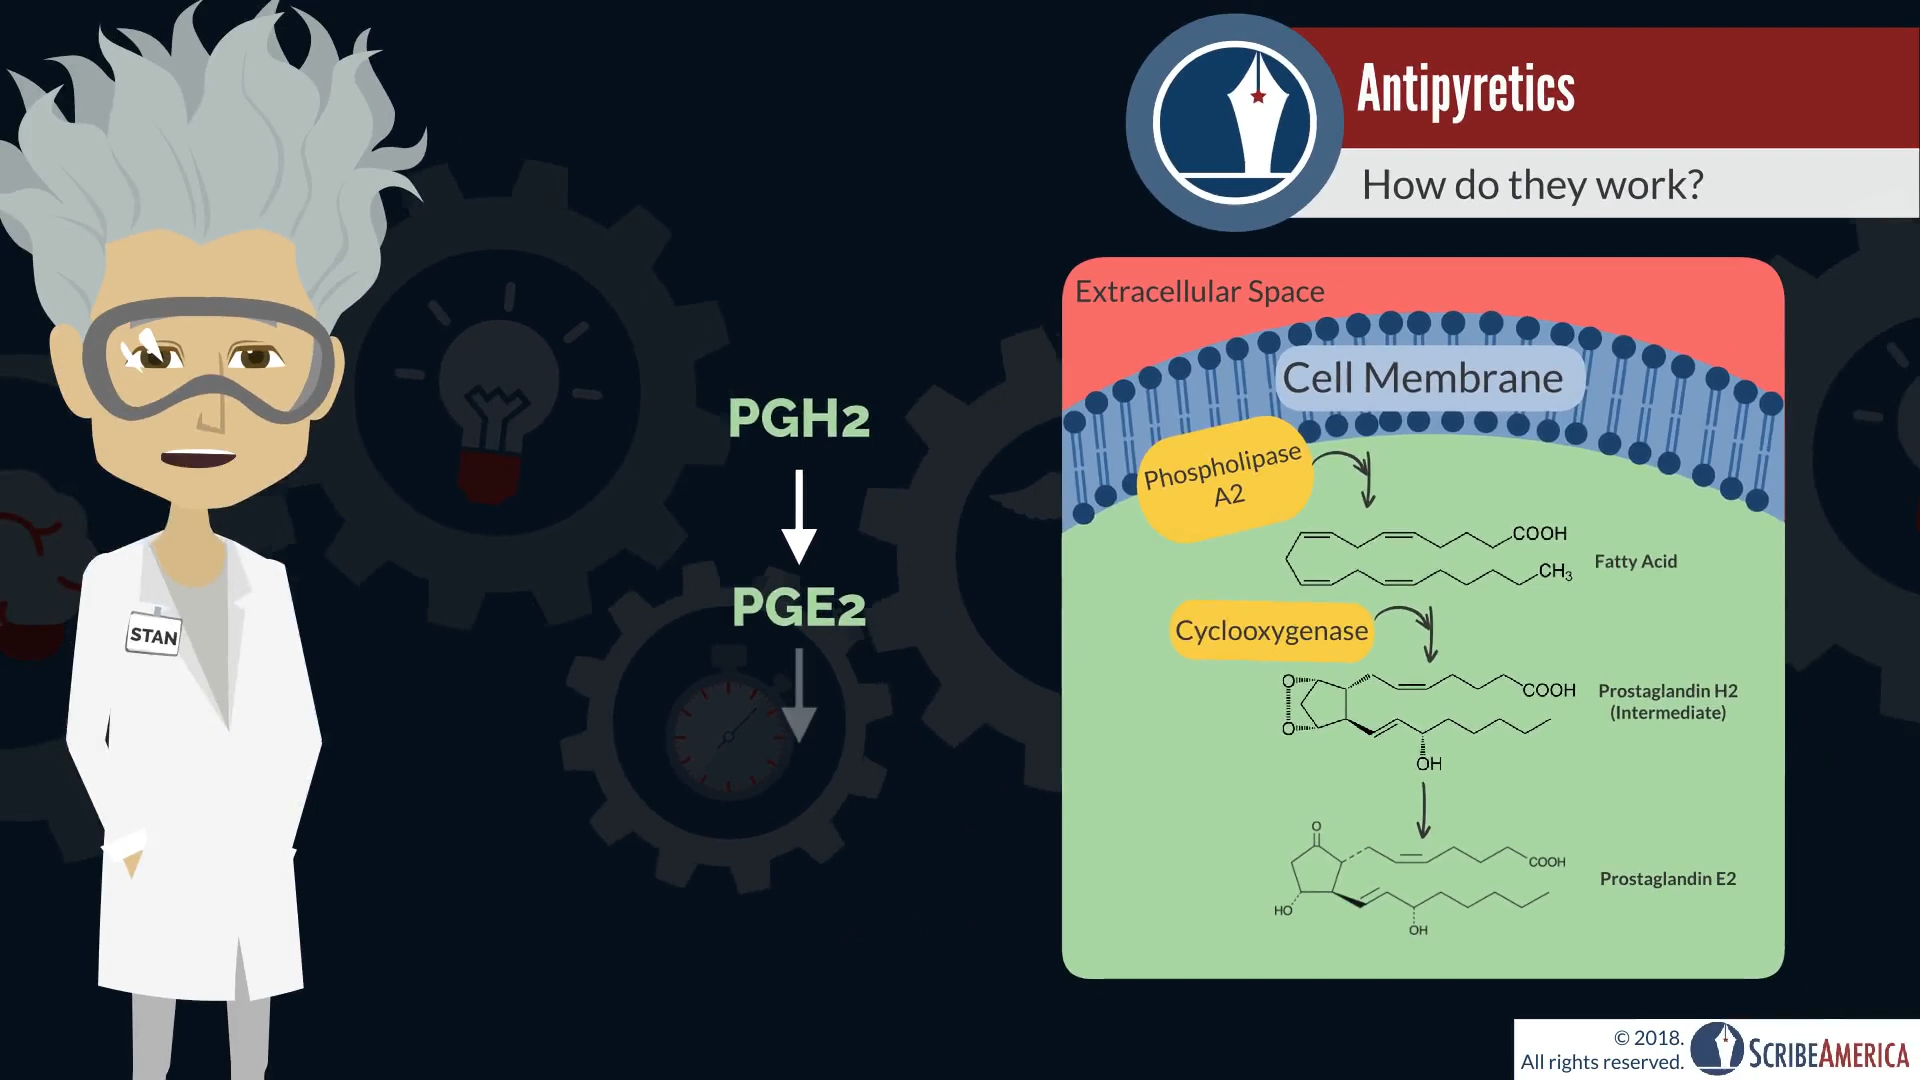 Antipyretics
How do they work?
Extracellular Space
Cell Membrane
Phospholipase
A2
COOH
CH3
Fatty Acid
Cyclooxygenase
O
O
COOH
OH
Prostaglandin H2
(Intermediate)
O
COOH
HO
OH
Prostaglandin E2
PGH2
PGE2
STAN
© 2018.
All rights reserved.
SCRIBEAMERICA